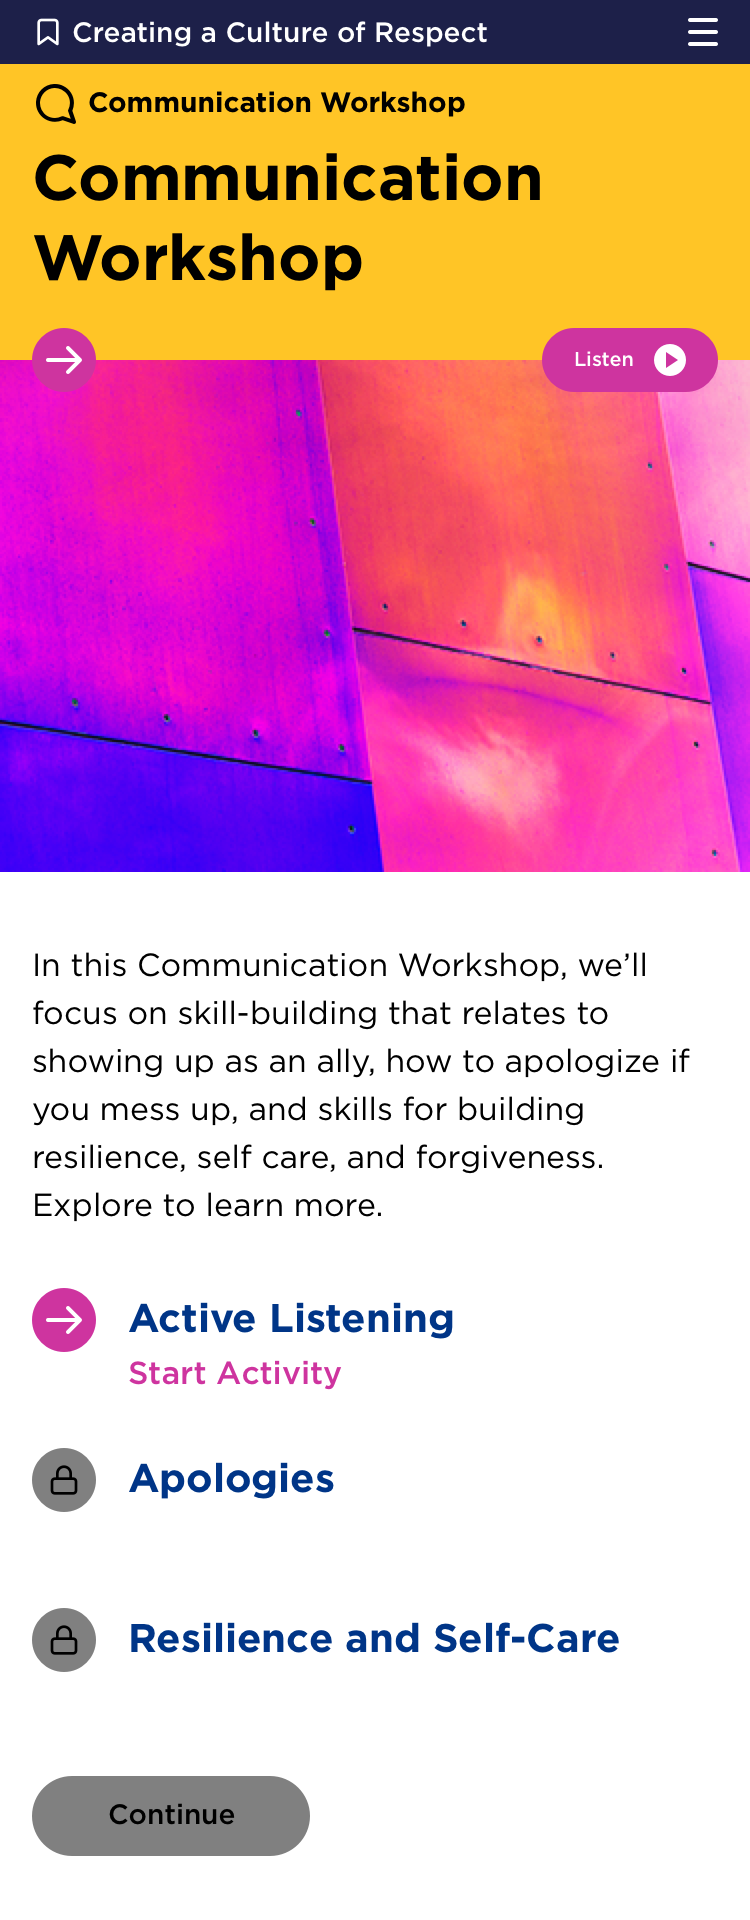 Creating a Culture of Respect
Communication Workshop
Communication
Workshop
Listen
In this Communication Workshop, we’ll
focus on skill-building that relates to
showing up as an ally, how to apologize if
you mess up, and skills for building
resilience, self care, and forgiveness.
Explore to learn more.
Active Listening
Start Activity
Apologies
Resilience and Self-Care
Continue